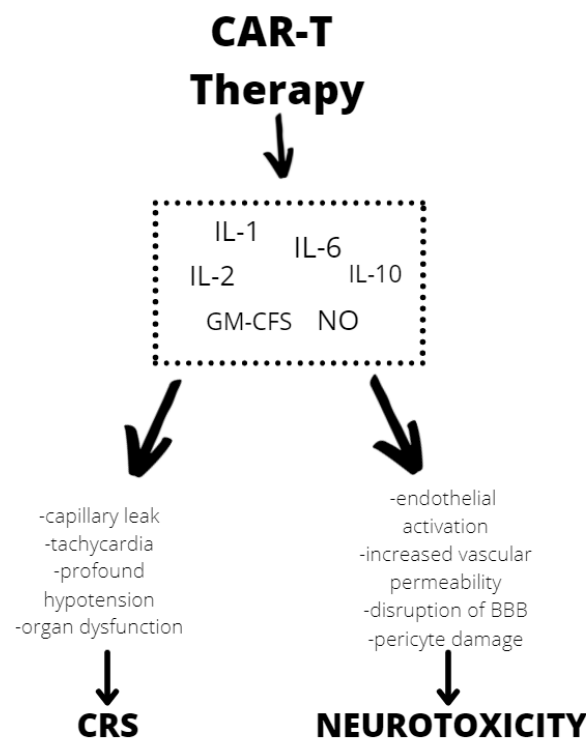 CAR-T
Therapy
IL-1
IL-6
IL-2
IL-10
GM-CFS
NO
-capillary leak
-tachycardia
-profound
hypotension
-organ dysfunction
CRS
-endothelial
activation
-increased vascular
permeability
-disruption of BBB
-pericyte damage
NEUROTOXICITY